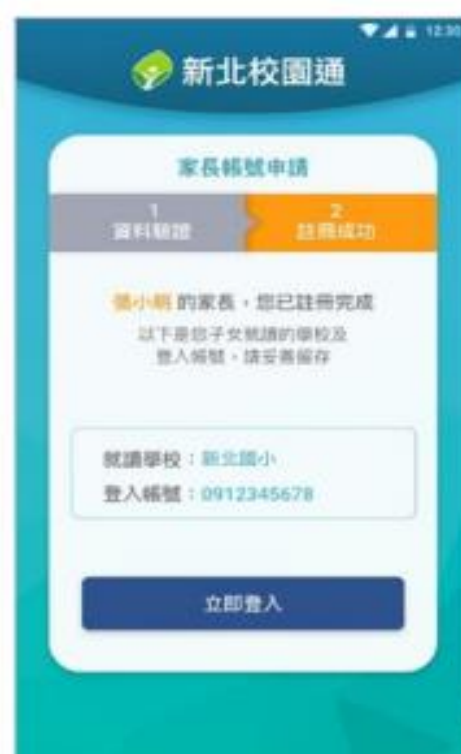 12:30
新北校園通
家長帳號申請
1
資料驗證
2
註冊成功
張小明 的家長，您已註冊完成
以下是您子女就讀的學校及
登入帳號，請妥善留存
就讀學校：新北國小
登入帳號：0912345678
立即登入